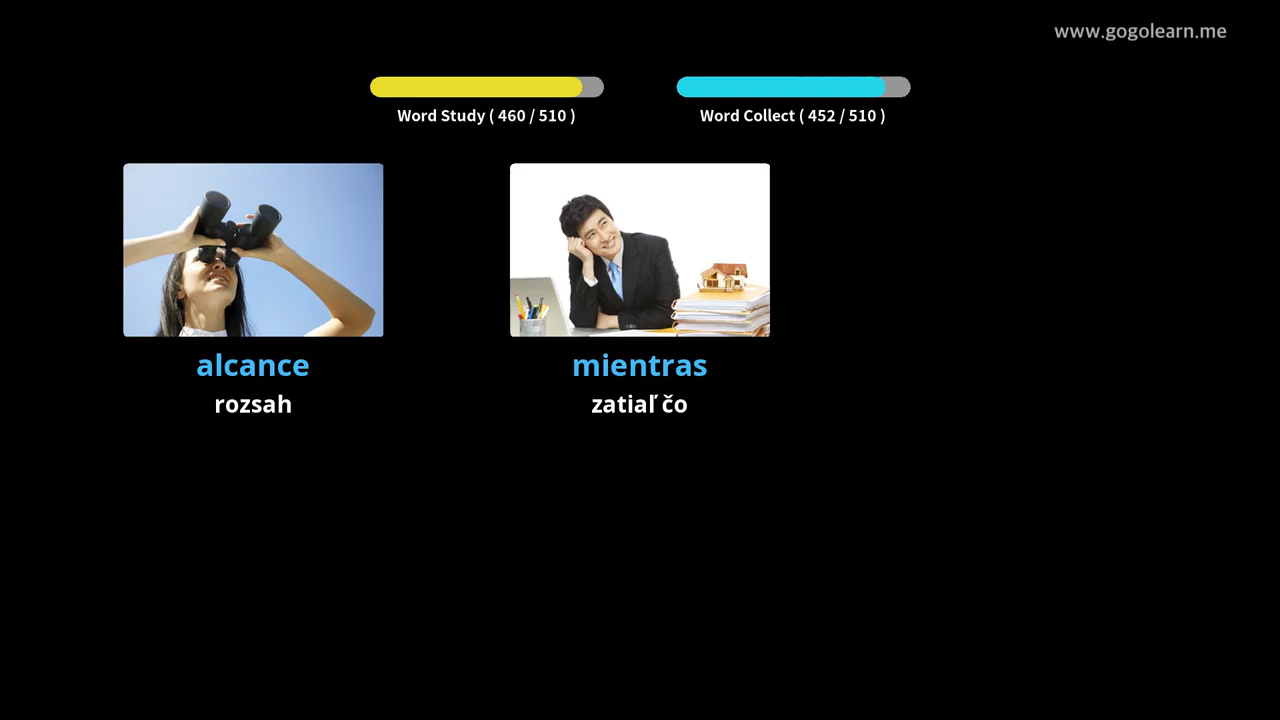 www.gogolearn.me
Word Study ( 460 / 510 )
Word Collect ( 452 / 510 )
alcance
rozsah
mientras
zatiaľ čo